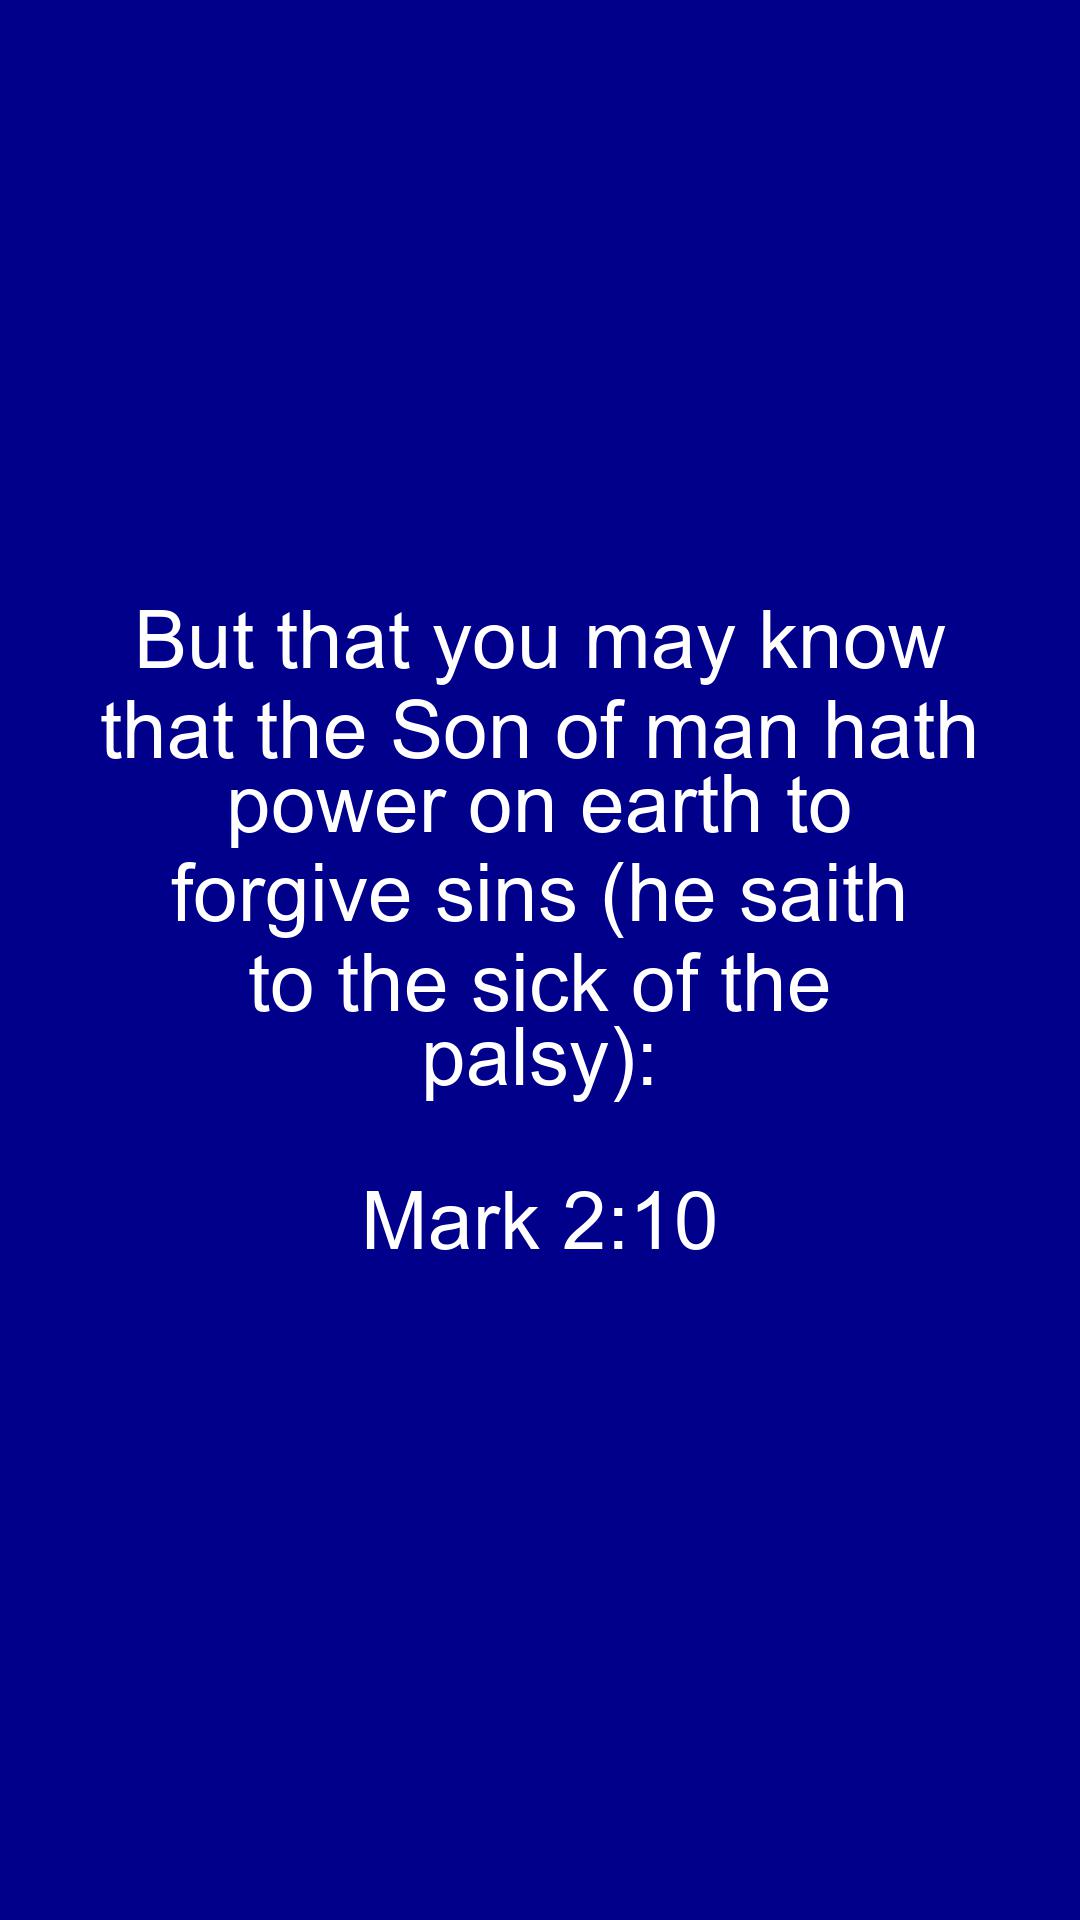 But that you may know
that the Son of man hath
power on earth to
forgive sins (he saith
to the sick of the
palsy):
Mark 2:10